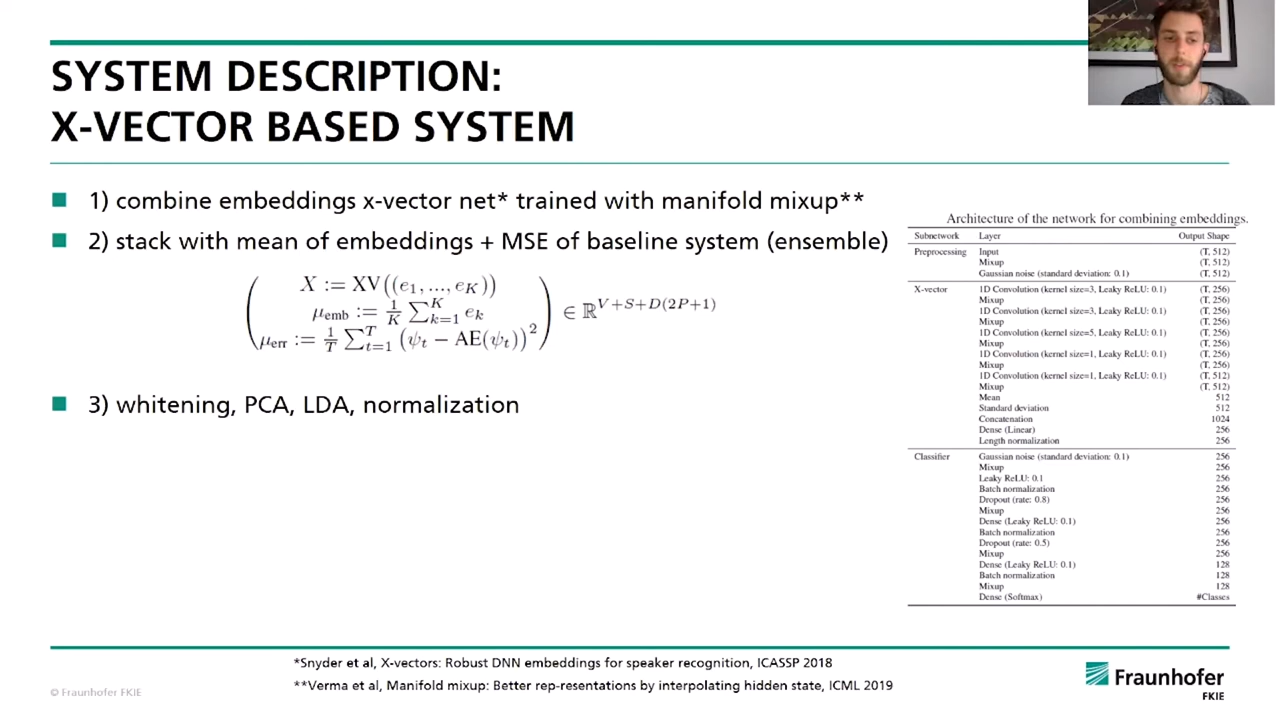 SYSTEM DESCRIPTION:
X-VECTOR BASED SYSTEM
1) combine embeddings x-vector net* trained with manifold mixup**
2) stack with mean of embeddings + MSE of baseline system (ensemble)
X := XV((e₁, ..., e_K))
μ_emb := 1/K ∑_{k=1}^{K} e_k
μ_err := 1/T ∑_{t=1}^{T} (ψ_t − AE(ψ_t))²
∈ ℝ^{V+S+D(2P+1)}
3) whitening, PCA, LDA, normalization
Architecture of the network for combining embeddings.
Subnetwork Layer Output Shape
Preprocessing Input (T, 512)
Mixup (T, 512)
Gaussian noise (standard deviation: 0.1) (T, 512)
X-vector 1D Convolution (kernel size=3, Leaky ReLU: 0.1) (T, 256)
Mixup (T, 256)
1D Convolution (kernel size=3, Leaky ReLU: 0.1) (T, 256)
Mixup (T, 256)
1D Convolution (kernel size=5, Leaky ReLU: 0.1) (T, 256)
Mixup (T, 256)
1D Convolution (kernel size=1, Leaky ReLU: 0.1) (T, 256)
Mixup (T, 256)
1D Convolution (kernel size=1, Leaky ReLU: 0.1) (T, 512)
Mixup (T, 512)
Mean 512
Standard deviation 512
Concatenation 1024
Dense (Linear) 256
Length normalization 256
Classifier Gaussian noise (standard deviation: 0.1) 256
Mixup 256
Leaky ReLU: 0.1 256
Batch normalization 256
Dropout (rate: 0.8) 256
Mixup 256
Dense (Leaky ReLU: 0.1) 256
Batch normalization 256
Dropout (rate: 0.5) 256
Mixup 256
Dense (Leaky ReLU: 0.1) 128
Batch normalization 128
Mixup 128
Dense (Softmax) #Classes
*Snyder et al, X-vectors: Robust DNN embeddings for speaker recognition, ICASSP 2018
**Verma et al, Manifold mixup: Better rep-resentations by interpolating hidden state, ICML 2019
© Fraunhofer FKIE
Fraunhofer
FKIE